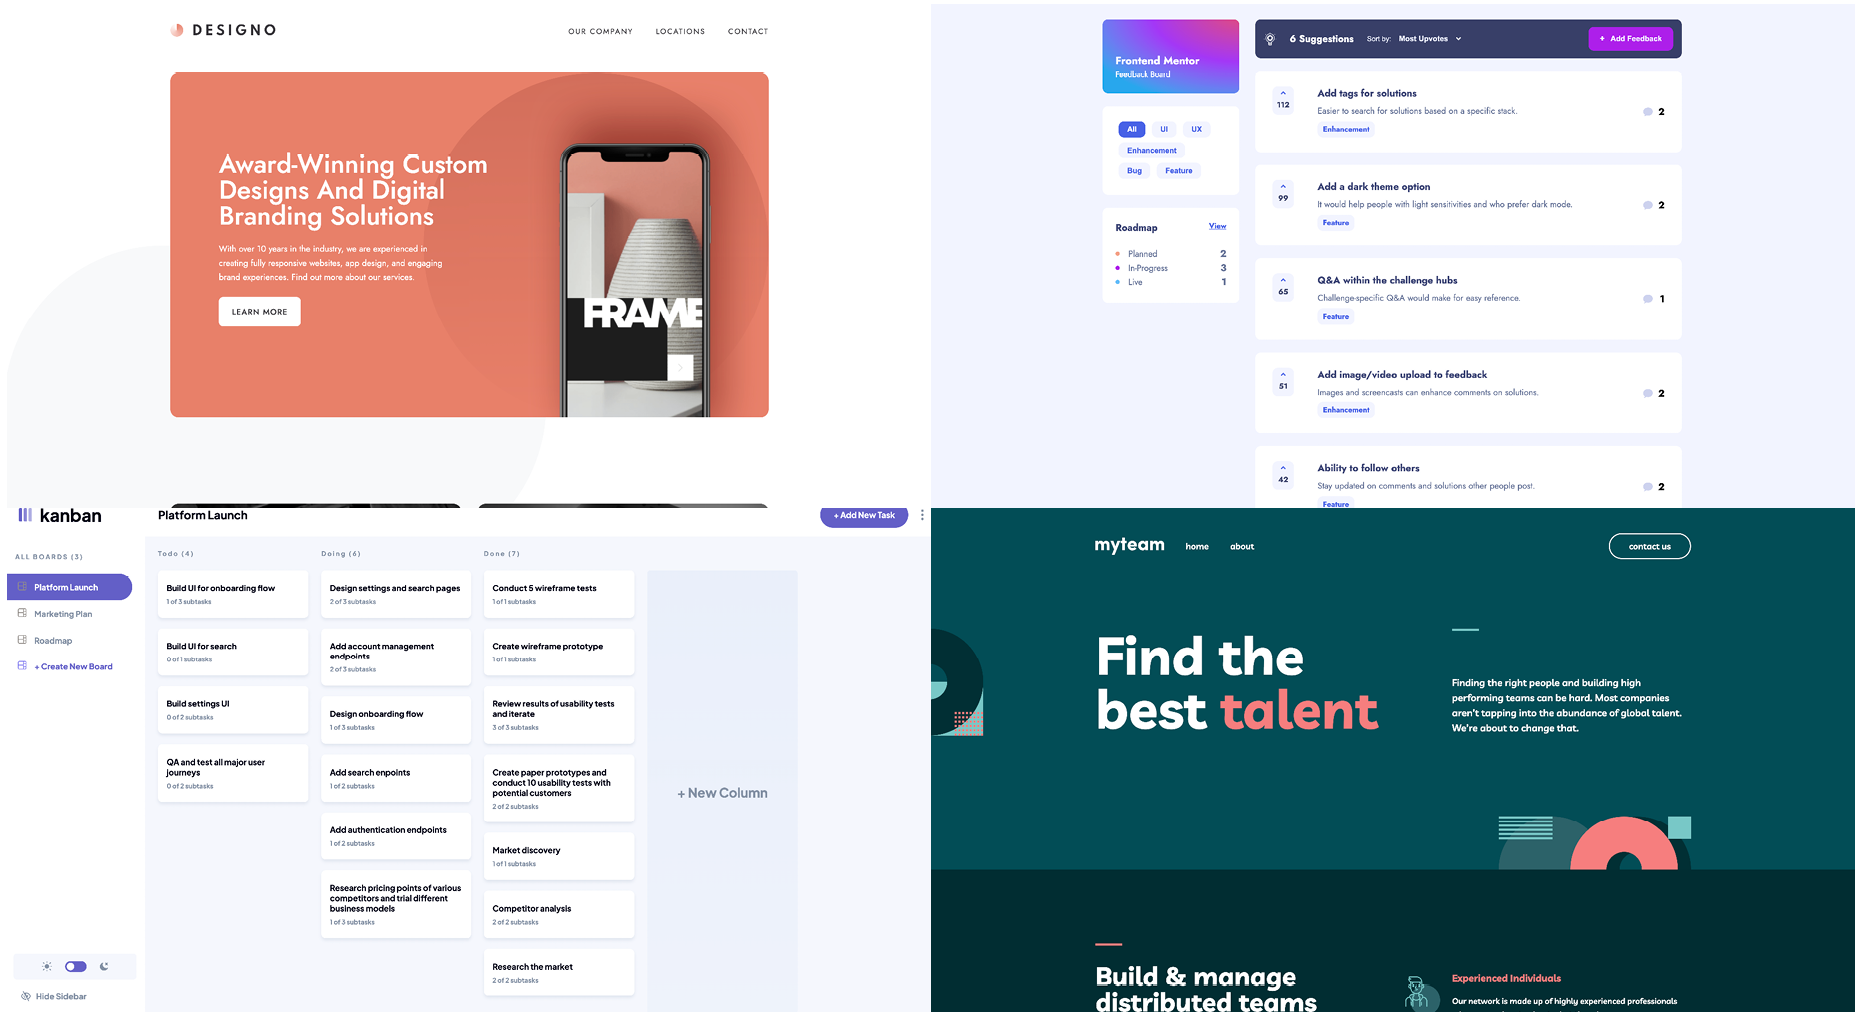 DESIGNO
OUR COMPANY LOCATIONS CONTACT
Award-Winning Custom
Designs And Digital
Branding Solutions
With over 10 years in the industry, we are experienced in
creating fully responsive websites, app design, and engaging
brand experiences. Find out more about our services.
LEARN MORE
FRAME
Frontend Mentor
Feedback Board
All UI UX
Enhancement
Bug Feature
Roadmap View
Planned 2
In-Progress 3
Live 1
6 Suggestions Sort by: Most Upvotes + Add Feedback
112
Add tags for solutions
Easier to search for solutions based on a specific stack.
Enhancement
2
99
Add a dark theme option
It would help people with light sensitivities and who prefer dark mode.
Feature
2
65
Q&A within the challenge hubs
Challenge-specific Q&A would make for easy reference.
Feature
1
51
Add image/video upload to feedback
Images and screencasts can enhance comments on solutions.
Enhancement
2
42
Ability to follow others
Stay updated on comments and solutions other people post.
Feature
2
kanban
ALL BOARDS (3)
Platform Launch
Marketing Plan
Roadmap
+ Create New Board
Hide Sidebar
Platform Launch + Add New Task
Todo (4)
Build UI for onboarding flow
1 of 3 subtasks
Build UI for search
0 of 1 subtasks
Build settings UI
0 of 2 subtasks
QA and test all major user
journeys
0 of 2 subtasks
Doing (6)
Design settings and search pages
2 of 3 subtasks
Add account management
endpoints
2 of 3 subtasks
Design onboarding flow
1 of 3 subtasks
Add search enpoints
1 of 2 subtasks
Add authentication endpoints
1 of 2 subtasks
Research pricing points of various
competitors and trial different
business models
1 of 3 subtasks
Done (7)
Conduct 5 wireframe tests
1 of 1 subtasks
Create wireframe prototype
1 of 1 subtasks
Review results of usability tests
and iterate
3 of 3 subtasks
Create paper prototypes and
conduct 10 usability tests with
potential customers
2 of 2 subtasks
Market discovery
1 of 1 subtasks
Competitor analysis
2 of 2 subtasks
Research the market
2 of 2 subtasks
+ New Column
myteam home about contact us
Find the
best talent
Finding the right people and building high
performing teams can be hard. Most companies
aren't tapping into the abundance of global talent.
We're about to change that.
Build & manage
distributed teams
Experienced Individuals
Our network is made up of highly experienced professionals